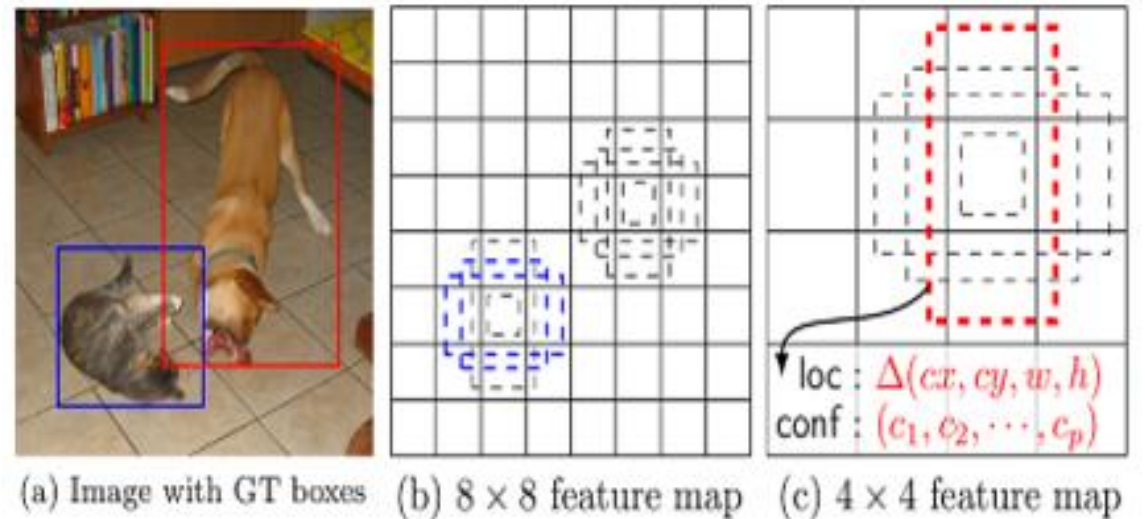 loc : Δ(cx, cy, w, h)
conf : (c₁, c₂, ⋯, cₚ)
(a) Image with GT boxes
(b) 8 × 8 feature map
(c) 4 × 4 feature map